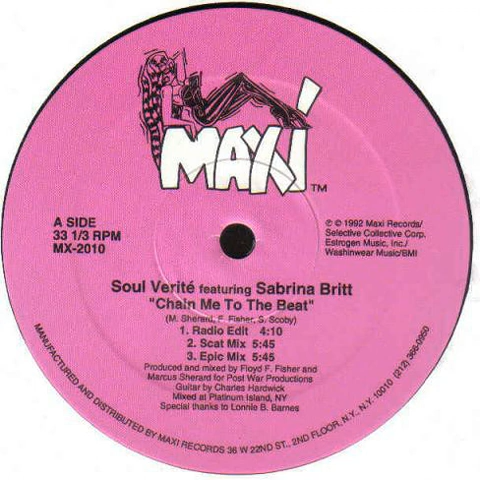 MAXI
TM
A SIDE
33 1/3 RPM
MX-2010
℗ © 1992 Maxi Records/
Selective Collective Corp.
Estrogen Music, Inc./
Washinwear Music/BMI
Soul Verité featuring Sabrina Britt
"Chain Me To The Beat"
(M. Sherard, F. Fisher, S. Scoby)
1. Radio Edit 4:10
2. Scat Mix 5:45
3. Epic Mix 5:45
Produced and mixed by Floyd F. Fisher and
Marcus Sherard for Post War Productions
Guitar by Charles Hardwick
Mixed at Platinum Island, NY
Special thanks to Lonnie B. Barnes
MANUFACTURED AND DISTRIBUTED BY MAXI RECORDS 36 W 22ND ST., 2ND FLOOR, N.Y., N.Y. 10010 (212) 366-0950